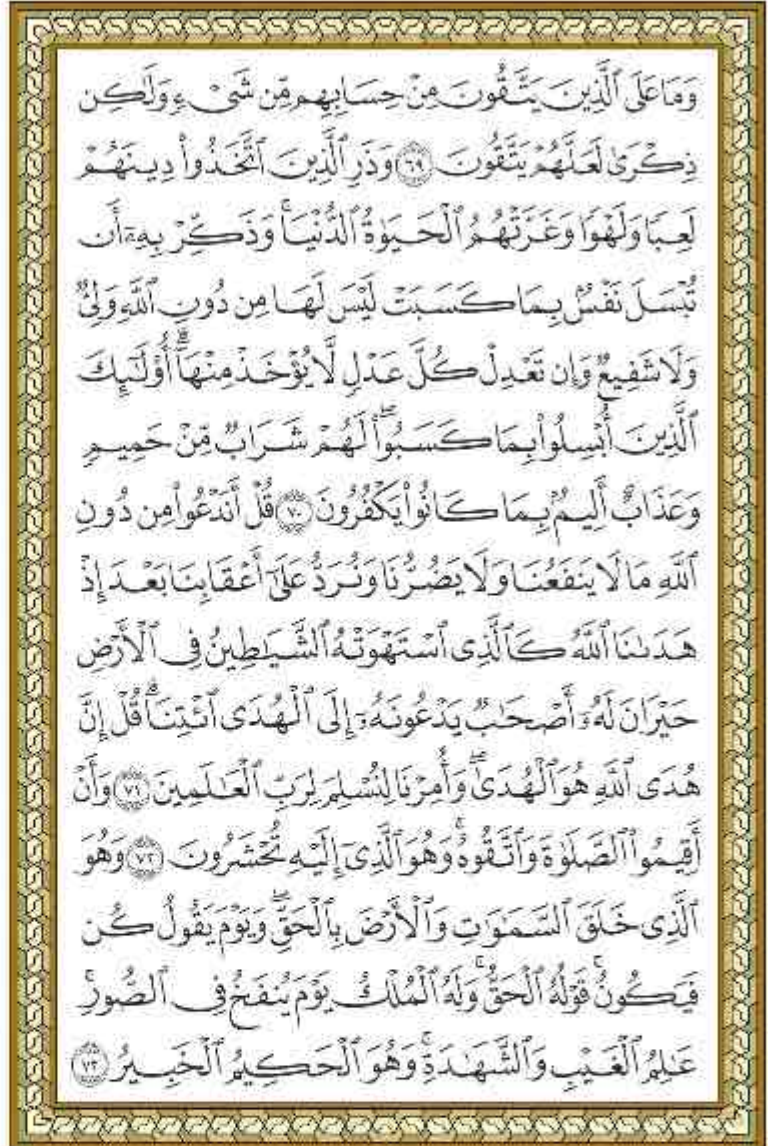 وَمَا عَلَى ٱلَّذِينَ يَتَّقُونَ مِنْ حِسَابِهِم مِّن شَىْءٍ وَلَٰكِن
ذِكْرَىٰ لَعَلَّهُمْ يَتَّقُونَ ٦٩ وَذَرِ ٱلَّذِينَ ٱتَّخَذُوا۟ دِينَهُمْ
لَعِبًا وَلَهْوًا وَغَرَّتْهُمُ ٱلْحَيَوٰةُ ٱلدُّنْيَا ۚ وَذَكِّرْ بِهِۦٓ أَن
تُبْسَلَ نَفْسٌۢ بِمَا كَسَبَتْ لَيْسَ لَهَا مِن دُونِ ٱللَّهِ وَلِىٌّ
وَلَا شَفِيعٌ وَإِن تَعْدِلْ كُلَّ عَدْلٍ لَّا يُؤْخَذْ مِنْهَآ ۗ أُو۟لَٰٓئِكَ
ٱلَّذِينَ أُبْسِلُوا۟ بِمَا كَسَبُوا۟ ۖ لَهُمْ شَرَابٌ مِّنْ حَمِيمٍ
وَعَذَابٌ أَلِيمٌۢ بِمَا كَانُوا۟ يَكْفُرُونَ ٧٠ قُلْ أَنَدْعُوا۟ مِن دُونِ
ٱللَّهِ مَا لَا يَنفَعُنَا وَلَا يَضُرُّنَا وَنُرَدُّ عَلَىٰٓ أَعْقَابِنَا بَعْدَ إِذْ
هَدَىٰنَا ٱللَّهُ كَٱلَّذِى ٱسْتَهْوَتْهُ ٱلشَّيَٰطِينُ فِى ٱلْأَرْضِ
حَيْرَانَ لَهُۥٓ أَصْحَٰبٌ يَدْعُونَهُۥٓ إِلَى ٱلْهُدَى ٱئْتِنَا ۗ قُلْ إِنَّ
هُدَى ٱللَّهِ هُوَ ٱلْهُدَىٰ ۖ وَأُمِرْنَا لِنُسْلِمَ لِرَبِّ ٱلْعَٰلَمِينَ ٧١ وَأَنْ
أَقِيمُوا۟ ٱلصَّلَوٰةَ وَٱتَّقُوهُ ۚ وَهُوَ ٱلَّذِىٓ إِلَيْهِ تُحْشَرُونَ ٧٢ وَهُوَ
ٱلَّذِى خَلَقَ ٱلسَّمَٰوَٰتِ وَٱلْأَرْضَ بِٱلْحَقِّ ۖ وَيَوْمَ يَقُولُ كُن
فَيَكُونُ ۚ قَوْلُهُ ٱلْحَقُّ ۚ وَلَهُ ٱلْمُلْكُ يَوْمَ يُنفَخُ فِى ٱلصُّورِ ۚ
عَٰلِمُ ٱلْغَيْبِ وَٱلشَّهَٰدَةِ ۚ وَهُوَ ٱلْحَكِيمُ ٱلْخَبِيرُ ٧٣